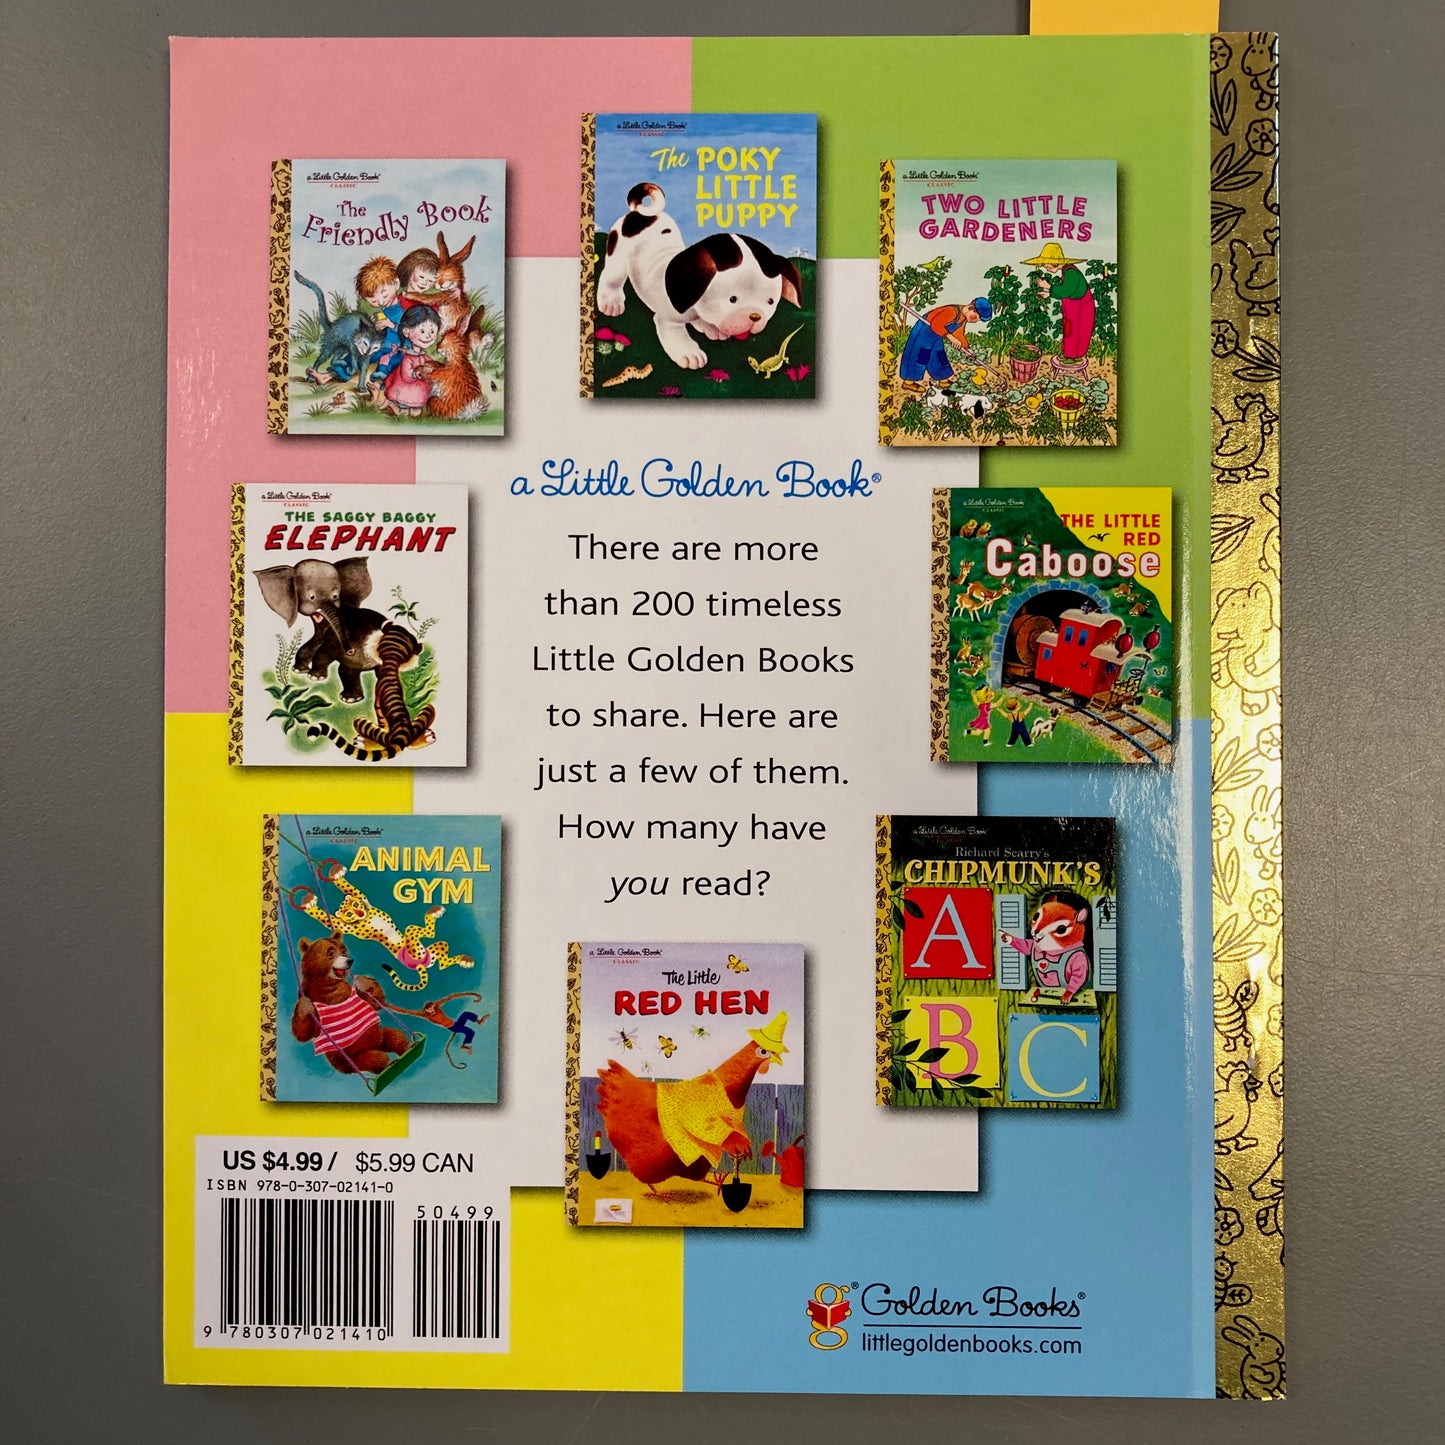 a Little Golden Book®
CLASSIC
The
Friendly Book
a Little Golden Book®
CLASSIC
The POKY
LITTLE
PUPPY
a Little Golden Book®
CLASSIC
TWO LITTLE
GARDENERS
a Little Golden Book®
CLASSIC
THE SAGGY BAGGY
ELEPHANT
a Little Golden Book®
There are more
than 200 timeless
Little Golden Books
to share. Here are
just a few of them.
How many have
you read?
a Little Golden Book®
CLASSIC
THE LITTLE
RED
Caboose
a Little Golden Book®
CLASSIC
ANIMAL
GYM
a Little Golden Book®
CLASSIC
The Little
RED HEN
a Little Golden Book®
CLASSIC
Richard Scarry's
CHIPMUNK'S
A
B
C
US $4.99 / $5.99 CAN
ISBN 978-0-307-02141-0
50499
9 780307 021410
g® Golden Books®
littlegoldenbooks.com